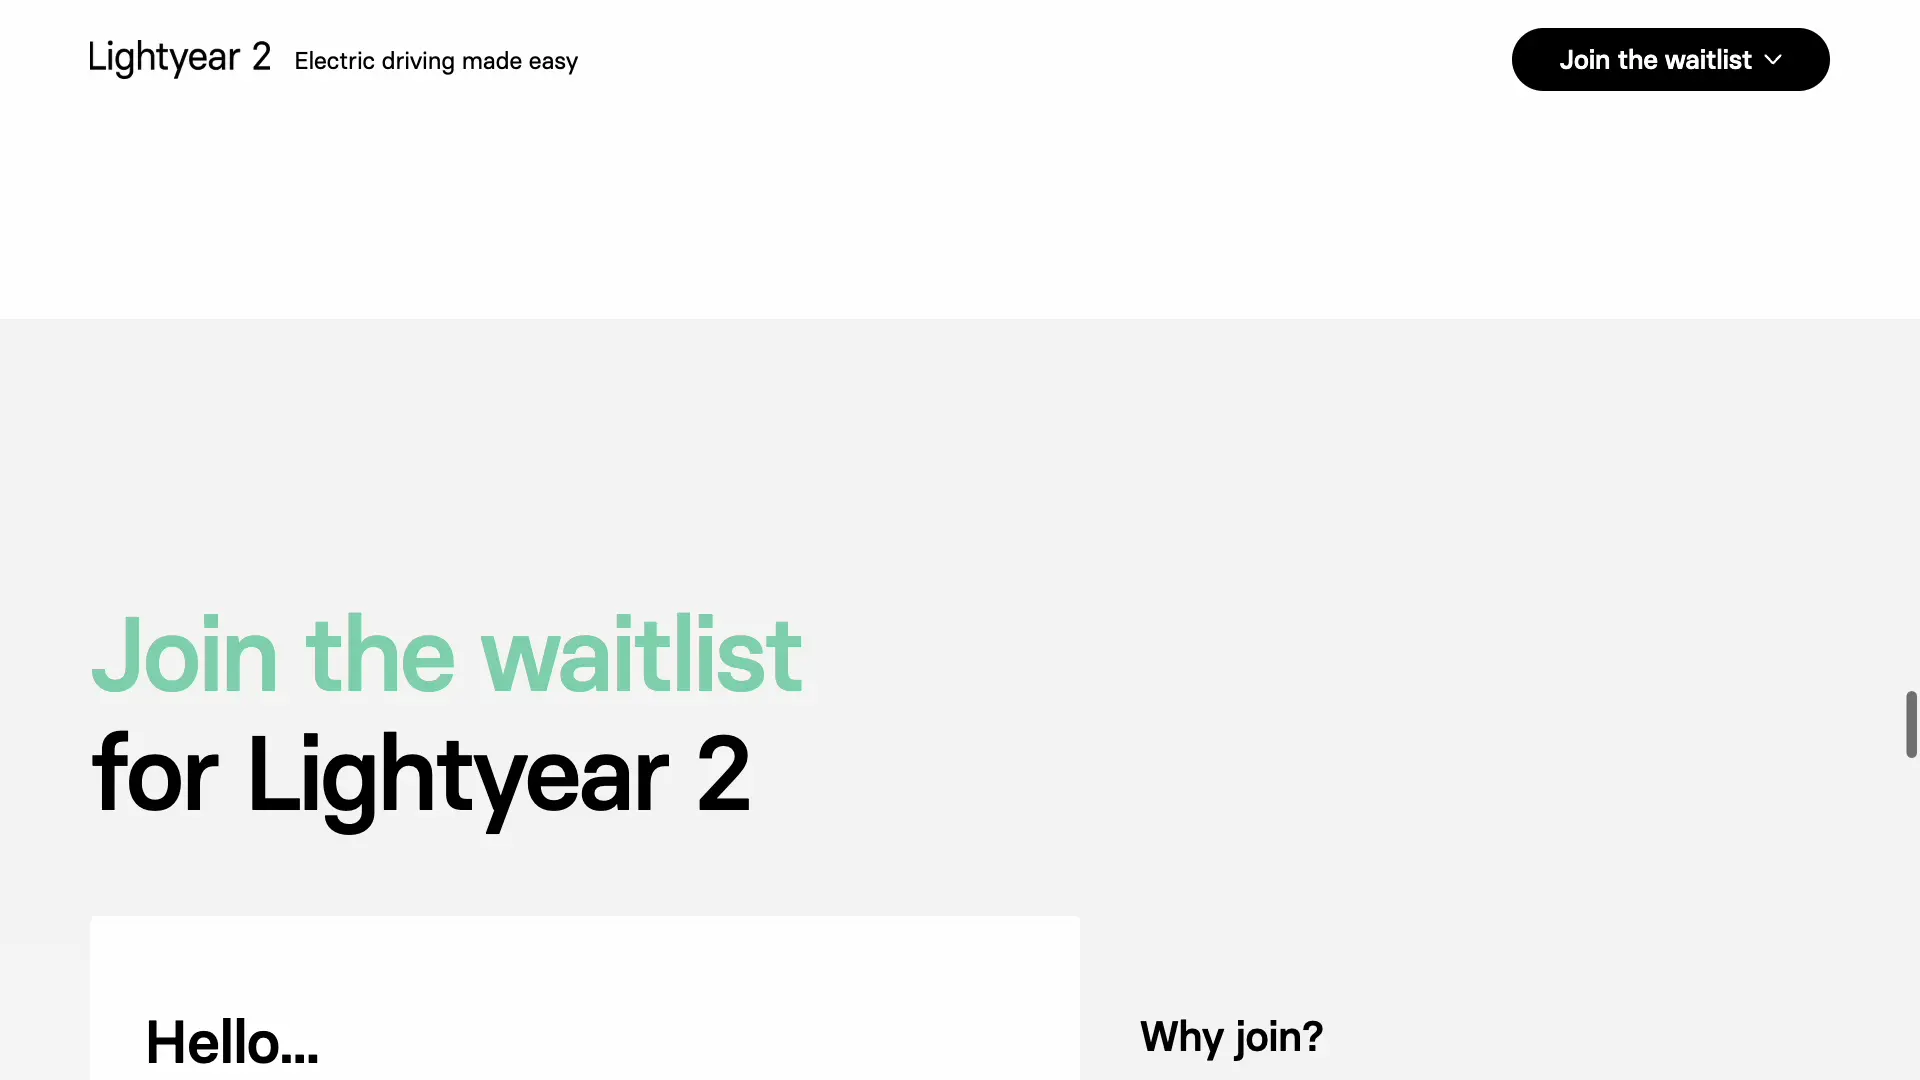 Lightyear 2 Electric driving made easy
Join the waitlist
Join the waitlist
for Lightyear 2
Hello...
Why join?